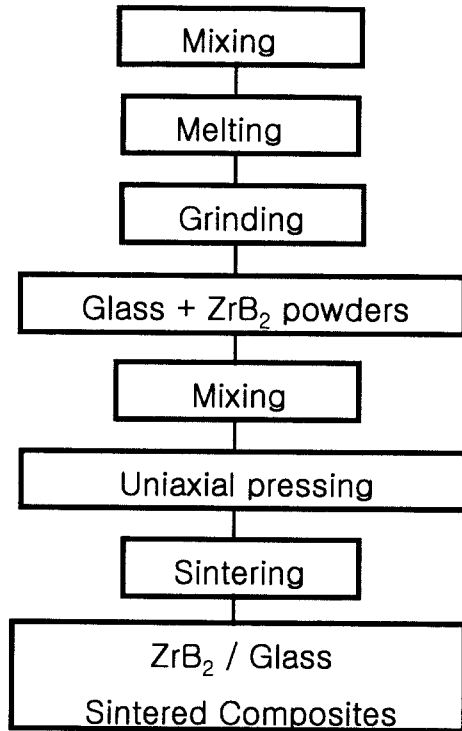 Mixing
Melting
Grinding
Glass + ZrB₂ powders
Mixing
Uniaxial pressing
Sintering
ZrB₂ / Glass
Sintered Composites